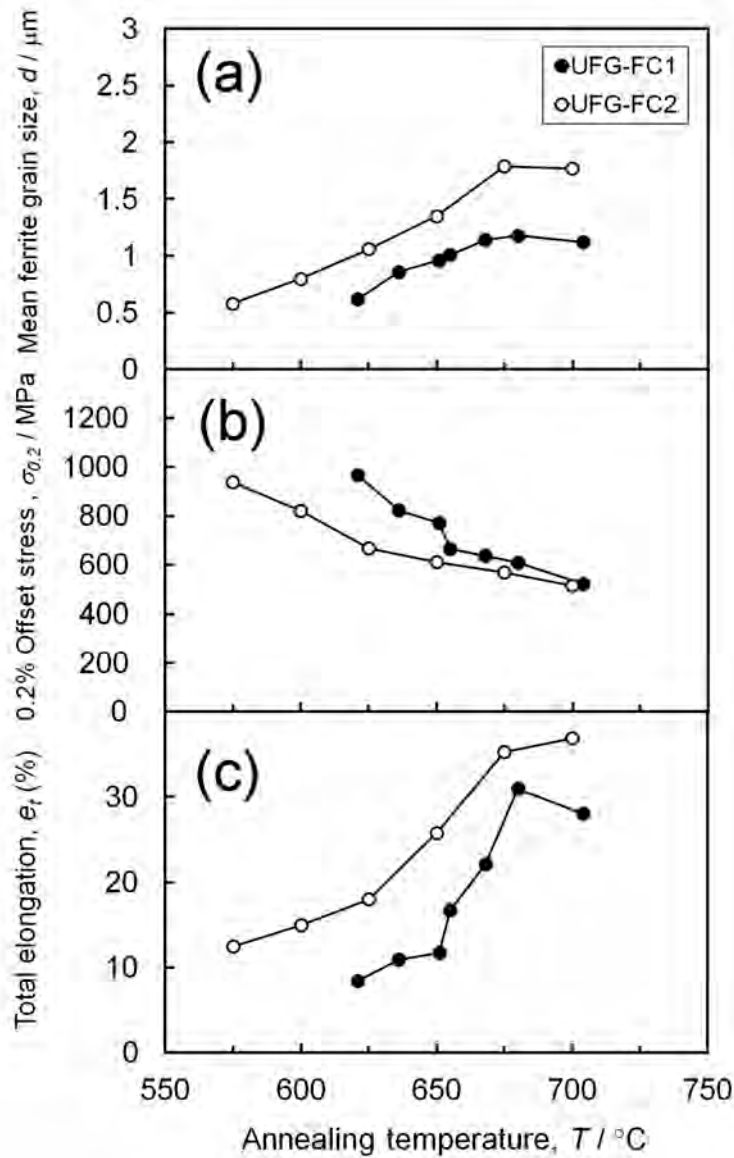 Mean ferrite grain size, d / μm
3
2.5
2
1.5
1
0.5
0
(a)
UFG-FC1
UFG-FC2
0.2% Offset stress , σ0.2 / MPa
1200
1000
800
600
400
200
0
(b)
Total elongation, et (%)
30
20
10
0
(c)
550 600 650 700 750
Annealing temperature, T / °C